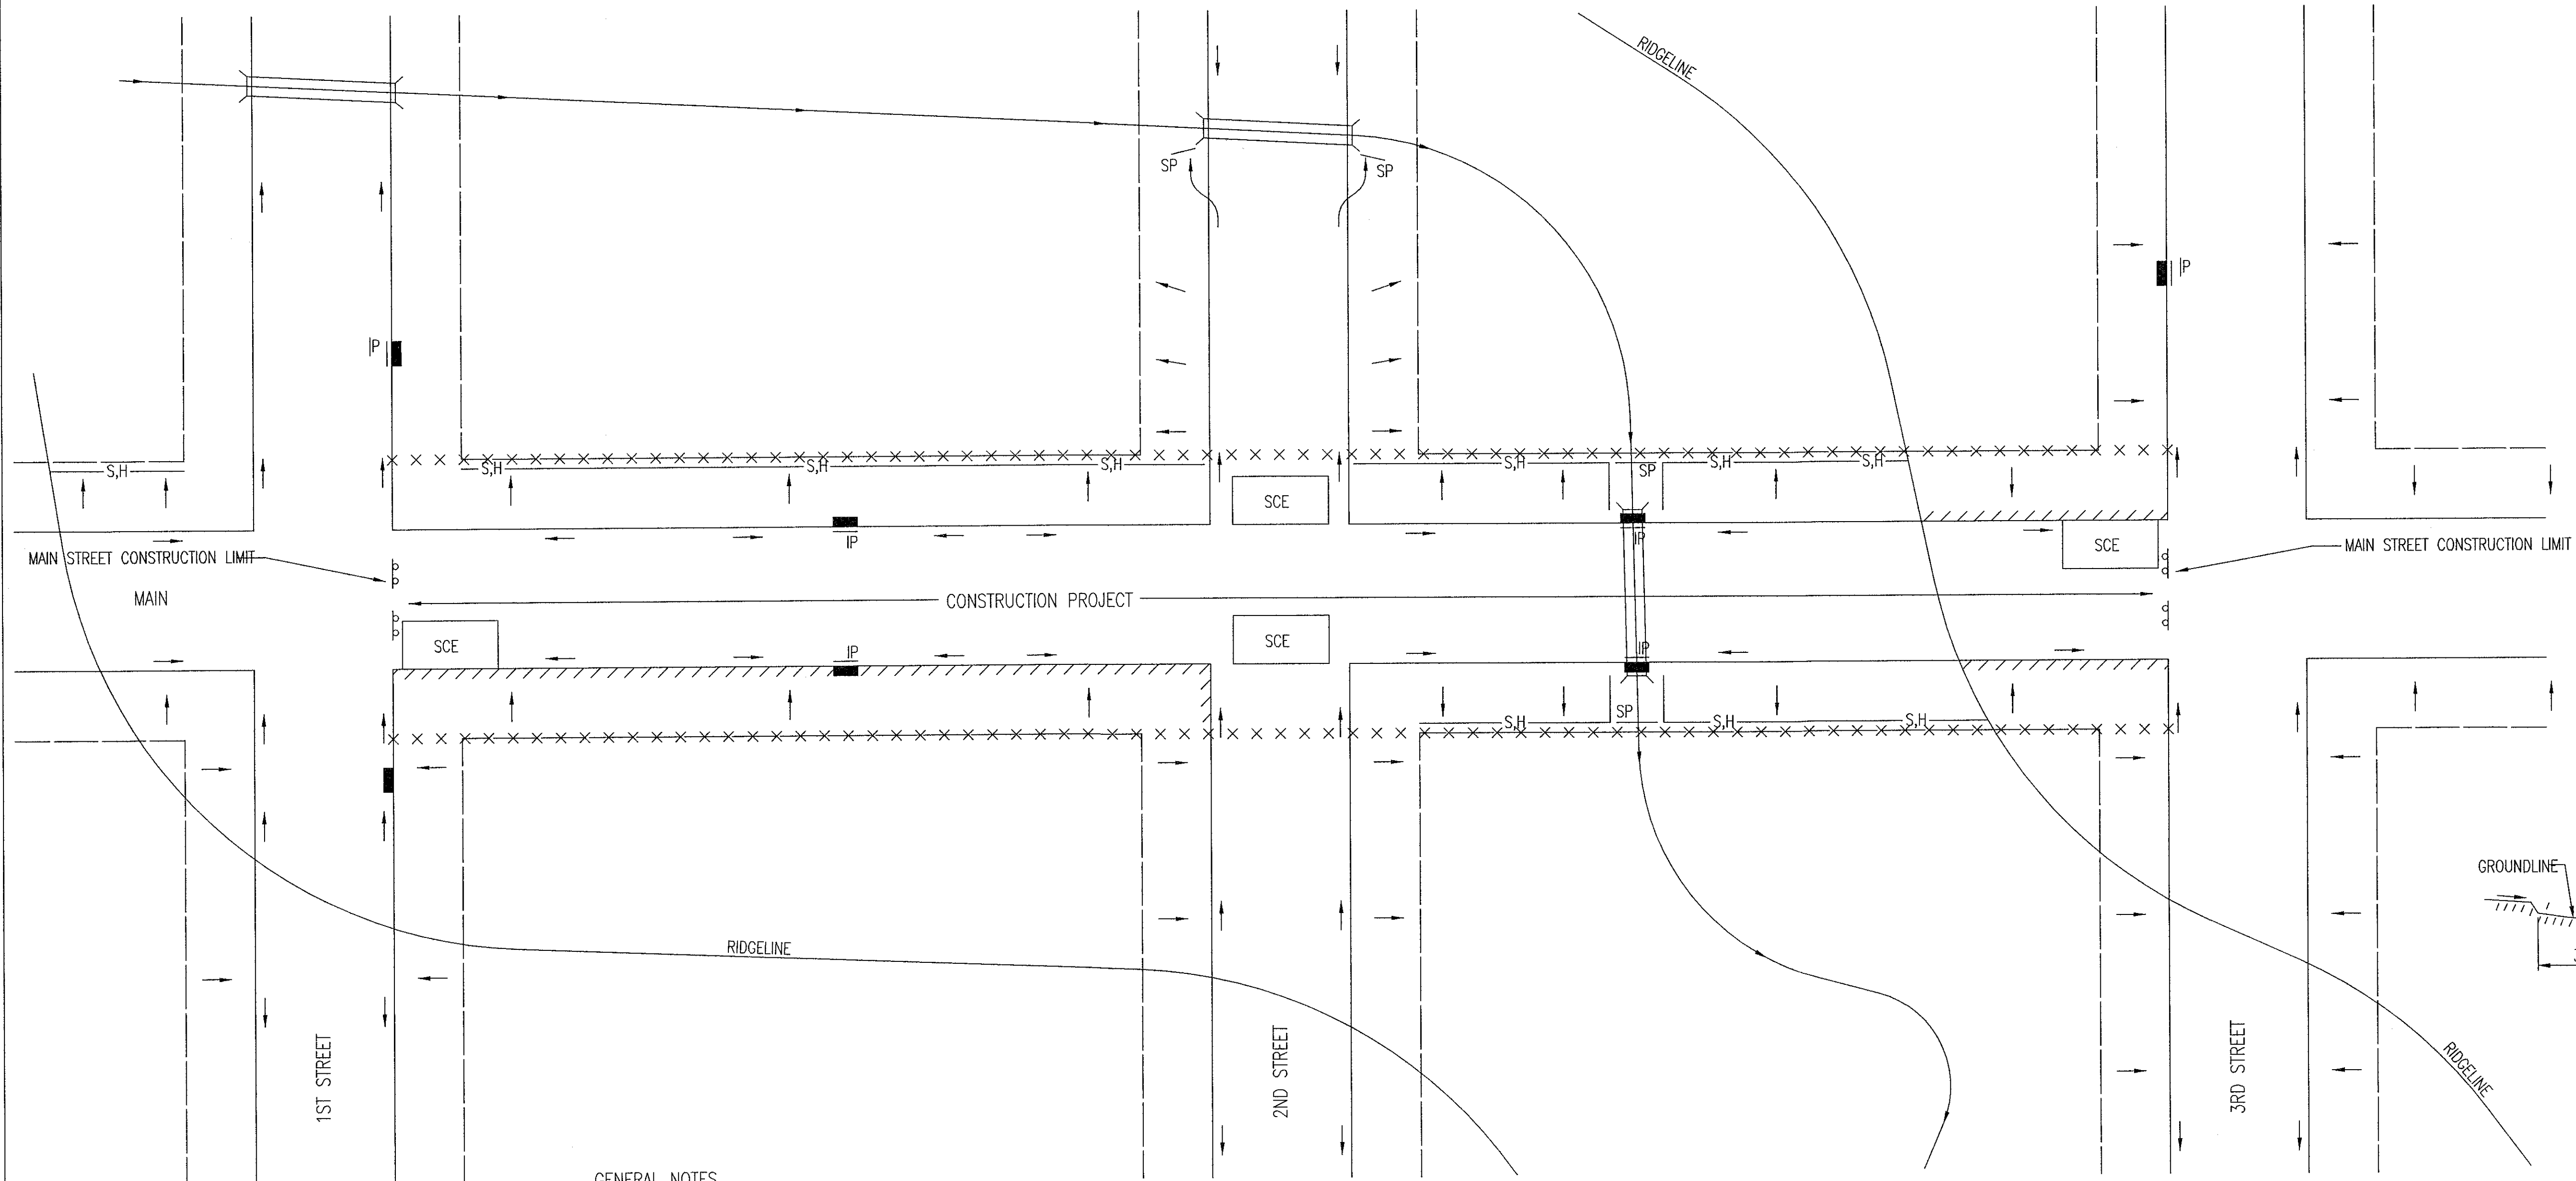 RIDGELINE
SP
SP
IP
IP
S,H
S,H
S,H
S,H
S,H
SP
S,H
S,H
SCE
IP
IP
SCE
MAIN STREET CONSTRUCTION LIMIT
MAIN STREET CONSTRUCTION LIMIT
MAIN
CONSTRUCTION PROJECT
SCE
SCE
IP
IP
S,H
SP
S,H
S,H
GROUNDLINE
RIDGELINE
1ST STREET
2ND STREET
3RD STREET
RIDGELINE
GENERAL NOTES